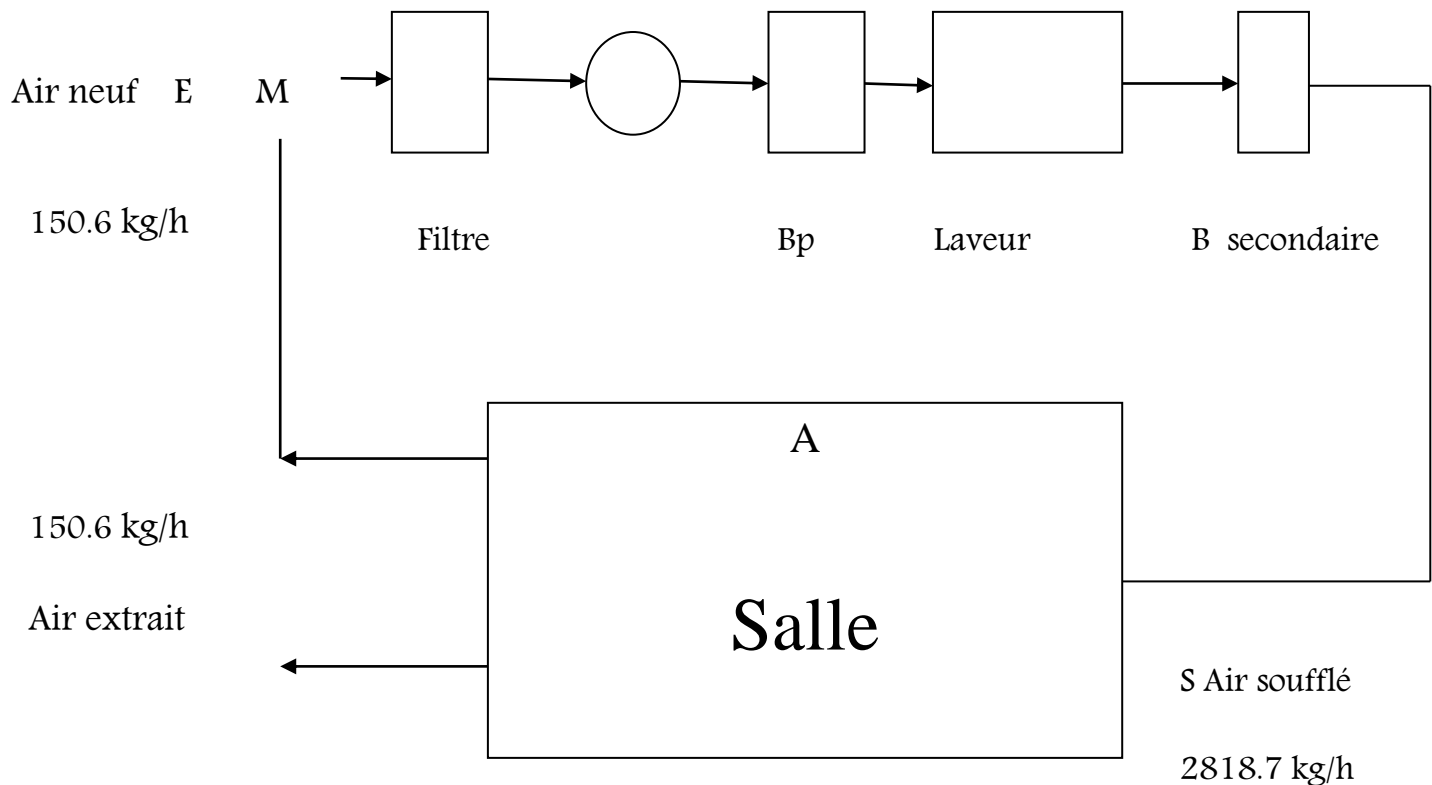 Air neuf E M
150.6 kg/h
Filtre
Bp
Laveur
B secondaire
A
150.6 kg/h
Air extrait
Salle
S Air soufflé
2818.7 kg/h